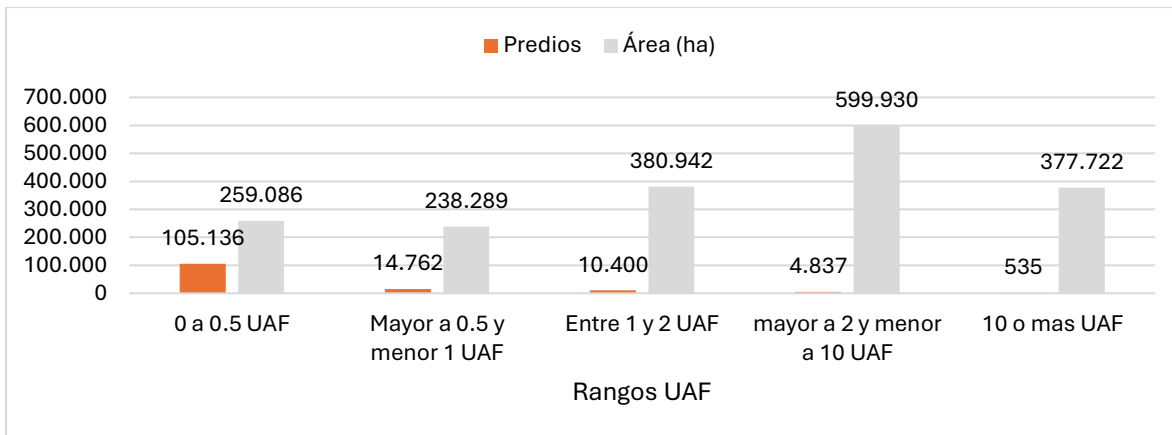 Predios Área (ha)
700.000
600.000
500.000
400.000
300.000
200.000
100.000
0
105.136
259.086
14.762
238.289
10.400
380.942
4.837
599.930
535
377.722
0 a 0.5 UAF
Mayor a 0.5 y
menor 1 UAF
Entre 1 y 2 UAF
mayor a 2 y menor
a 10 UAF
10 o mas UAF
Rangos UAF